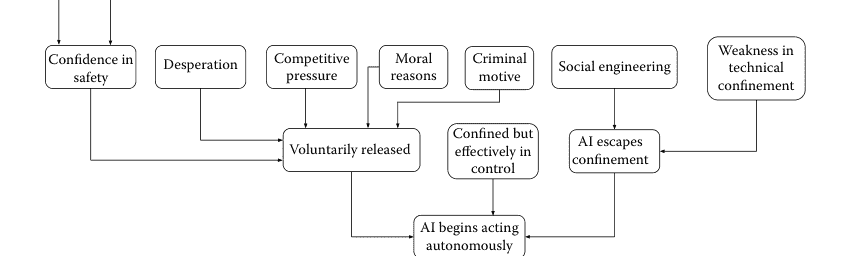 Confidence in
safety
Desperation
Competitive
pressure
Moral
reasons
Criminal
motive
Social engineering
Weakness in
technical
confinement
Voluntarily released
Confined but
effectively in
control
AI escapes
confinement
AI begins acting
autonomously